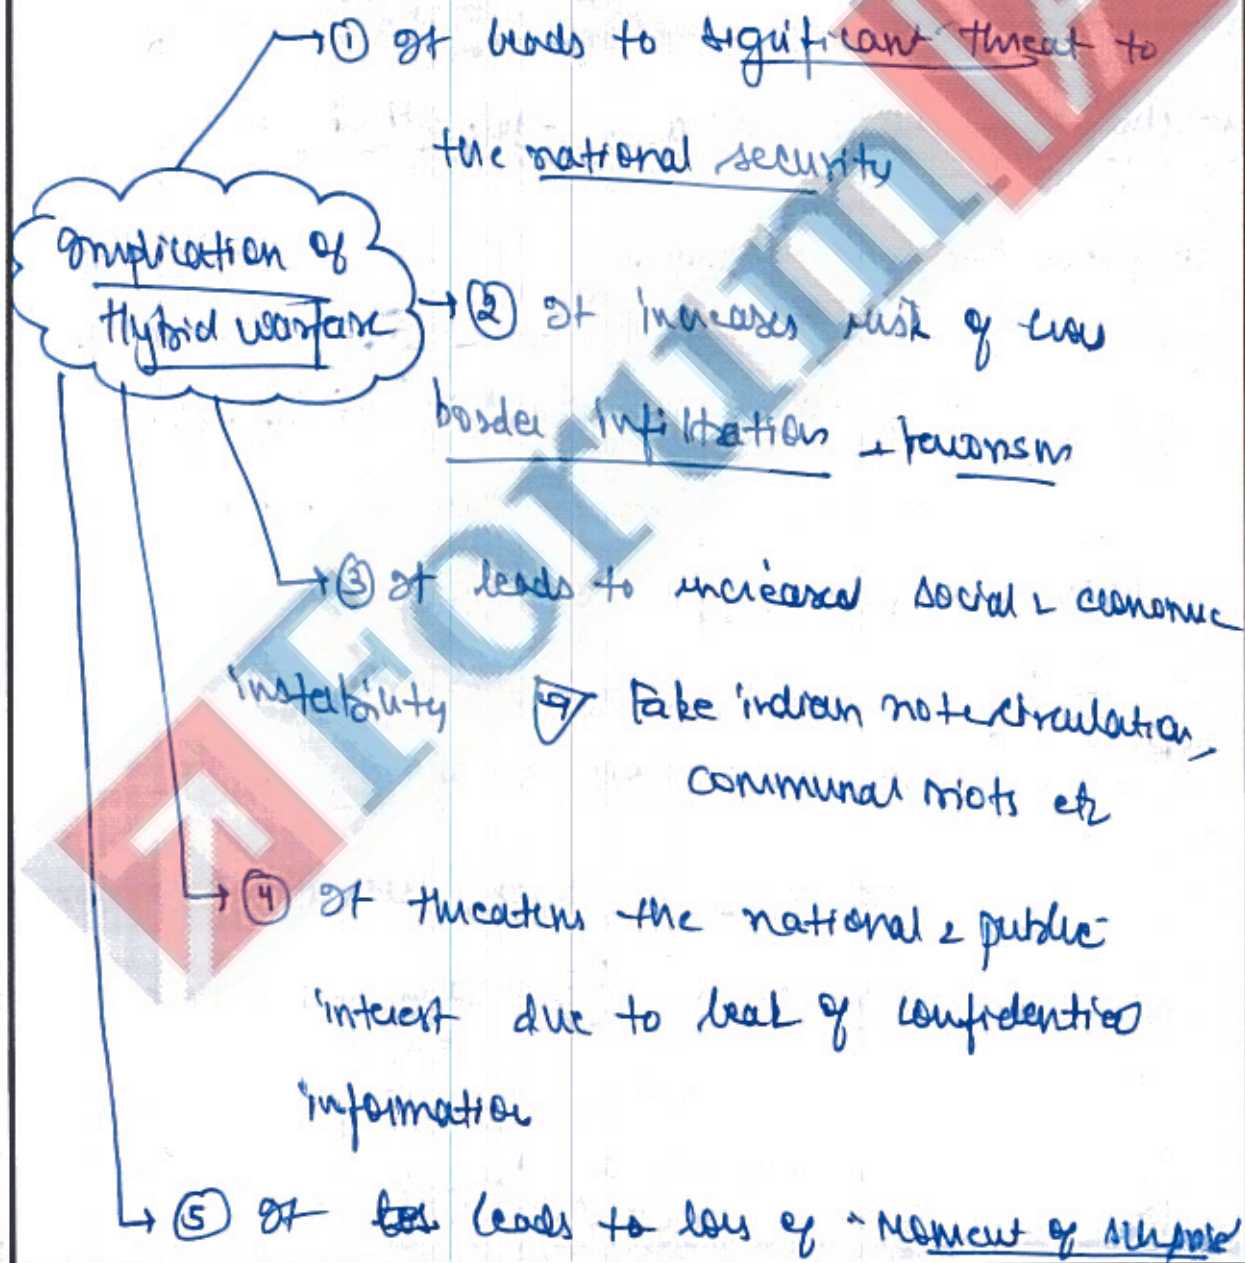 ① It leads to significant threat to
the national security
Implication of
Hybrid warfare
→ ② It increases risk of cross
border infiltration & terrorism
→ ③ It leads to increased social & economic
instability eg Fake indian note circulation,
communal riots etc
→ ④ It threatens the national & public
interest due to leak of confidential
information
→ ⑤ It leads to loss of "moment of surprise
Forum